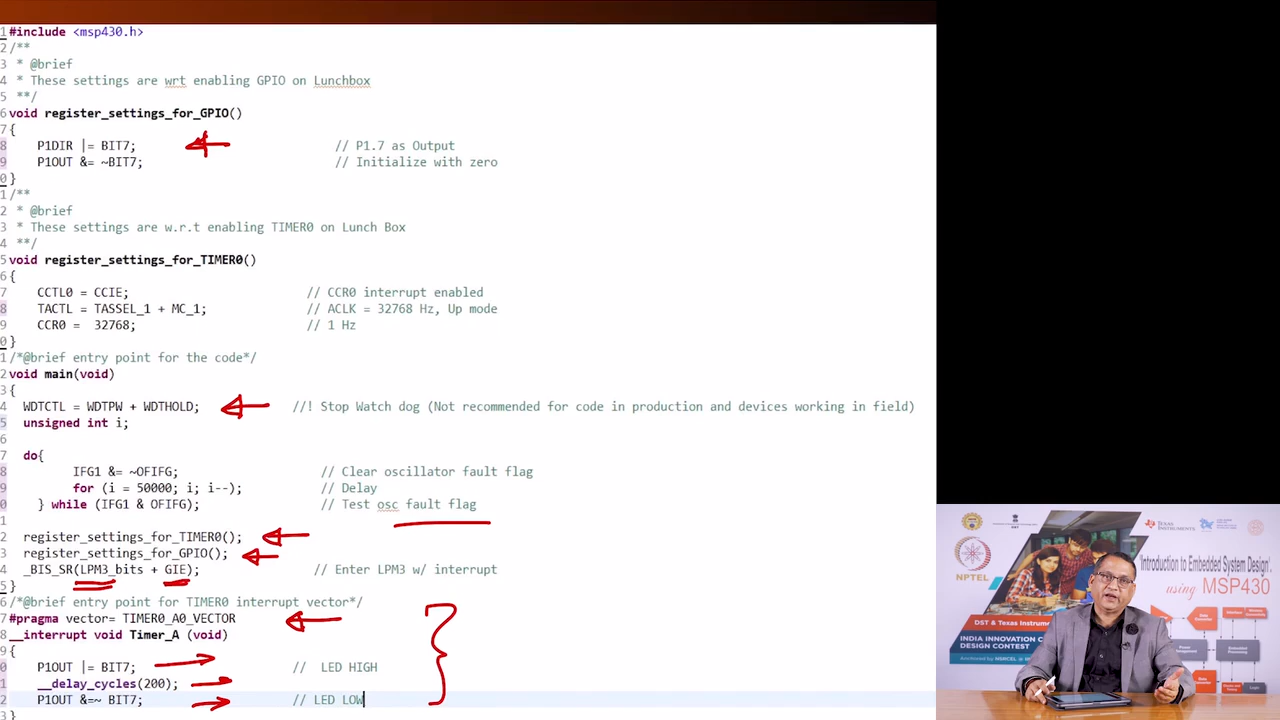 1 #include <msp430.h>
2 /**
3 * @brief
4 * These settings are wrt enabling GPIO on Lunchbox
5 **/
6 void register_settings_for_GPIO()
7 {
8 P1DIR |= BIT7; // P1.7 as Output
9 P1OUT &= ~BIT7; // Initialize with zero
0 }
1 /**
2 * @brief
3 * These settings are w.r.t enabling TIMER0 on Lunch Box
4 **/
5 void register_settings_for_TIMER0()
6 {
7 CCTL0 = CCIE; // CCR0 interrupt enabled
8 TACTL = TASSEL_1 + MC_1; // ACLK = 32768 Hz, Up mode
9 CCR0 = 32768; // 1 Hz
0 }
1 /*@brief entry point for the code*/
2 void main(void)
3 {
4 WDTCTL = WDTPW + WDTHOLD; //! Stop Watch dog (Not recommended for code in production and devices working in field)
5 unsigned int i;
6
7 do{
8 IFG1 &= ~OFIFG; // Clear oscillator fault flag
9 for (i = 50000; i; i--); // Delay
0 } while (IFG1 & OFIFG); // Test osc fault flag
1
2 register_settings_for_TIMER0();
3 register_settings_for_GPIO();
4 _BIS_SR(LPM3_bits + GIE); // Enter LPM3 w/ interrupt
5 }
6 /*@brief entry point for TIMER0 interrupt vector*/
7 #pragma vector= TIMER0_A0_VECTOR
8 __interrupt void Timer_A (void)
9 {
0 P1OUT |= BIT7; // LED HIGH
1 __delay_cycles(200);
2 P1OUT &=~ BIT7; // LED LOW
}
NPTEL
TEXAS INSTRUMENTS
"Introduction to Embedded System Design"
using MSP430
DST & Texas Instrume
INDIA INNOVATION C
DESIGN CONTEST